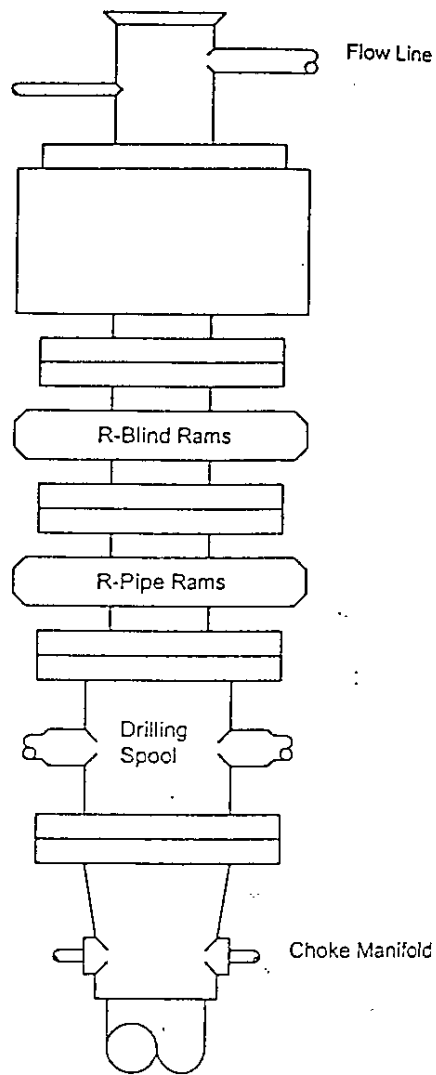 Flow Line
R-Blind Rams
R-Pipe Rams
Drilling
Spool
Choke Manifold